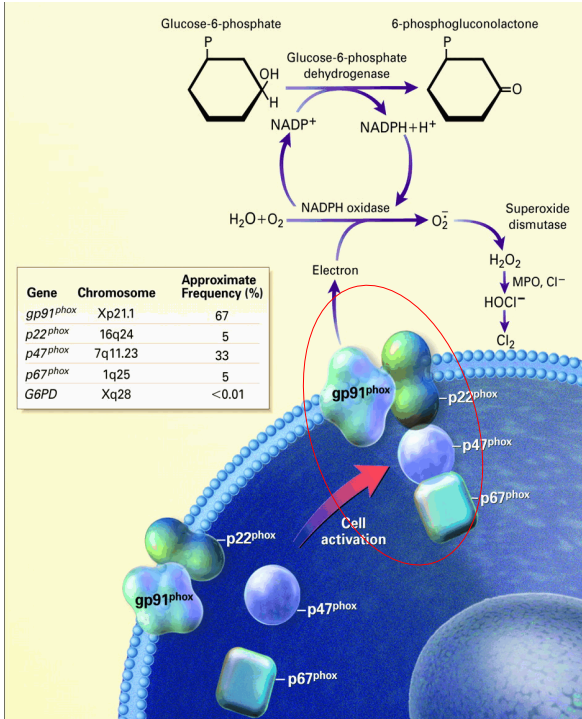 Glucose-6-phosphate
6-phosphogluconolactone
P
P
Glucose-6-phosphate
dehydrogenase
OH
H
O
NADP⁺
NADPH+H⁺
NADPH oxidase
H₂O+O₂
O₂⁻
Superoxide
dismutase
H₂O₂
MPO, Cl⁻
HOCl⁻
Cl₂
Electron
Gene Chromosome Approximate Frequency (%)
gp91phox Xp21.1 67
p22phox 16q24 5
p47phox 7q11.23 33
p67phox 1q25 5
G6PD Xq28 <0.01
gp91phox
p22phox
p47phox
p67phox
Cell
activation
p22phox
gp91phox
p47phox
p67phox